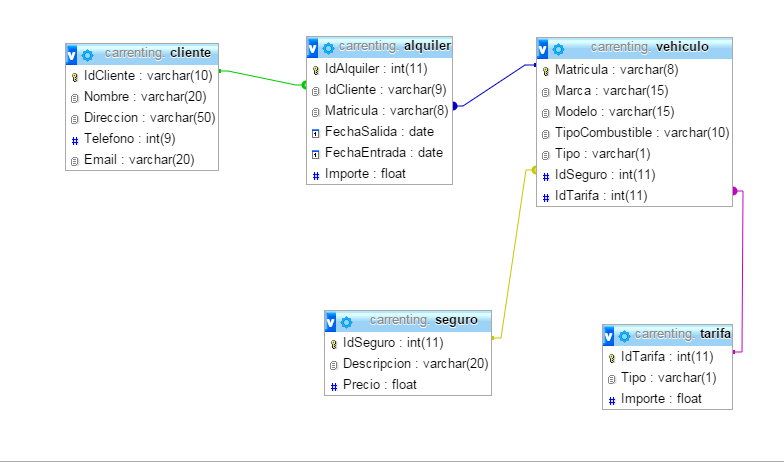 v carrenting. cliente
IdCliente : varchar(10)
Nombre : varchar(20)
Direccion : varchar(50)
# Telefono : int(9)
Email : varchar(20)
v carrenting. alquiler
IdAlquiler : int(11)
IdCliente : varchar(9)
Matricula : varchar(8)
FechaSalida : date
FechaEntrada : date
# Importe : float
v carrenting. vehiculo
Matricula : varchar(8)
Marca : varchar(15)
Modelo : varchar(15)
TipoCombustible : varchar(10)
Tipo : varchar(1)
# IdSeguro : int(11)
# IdTarifa : int(11)
v carrenting. seguro
IdSeguro : int(11)
Descripcion : varchar(20)
# Precio : float
v carrenting. tarifa
IdTarifa : int(11)
Tipo : varchar(1)
# Importe : float